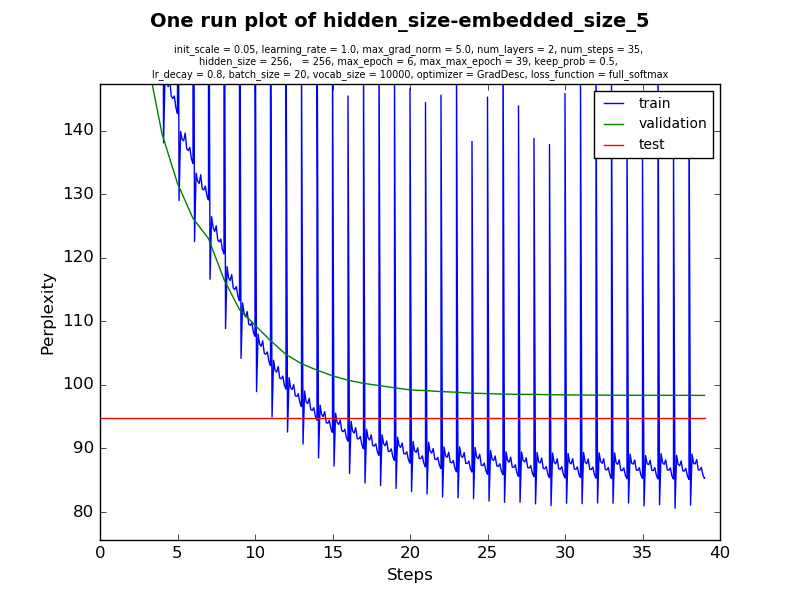 One run plot of hidden_size-embedded_size_5
init_scale = 0.05, learning_rate = 1.0, max_grad_norm = 5.0, num_layers = 2, num_steps = 35,
hidden_size = 256,   = 256, max_epoch = 6, max_max_epoch = 39, keep_prob = 0.5,
lr_decay = 0.8, batch_size = 20, vocab_size = 10000, optimizer = GradDesc, loss_function = full_softmax
train
validation
test
140
130
120
110
100
90
80
Perplexity
0 5 10 15 20 25 30 35 40
Steps